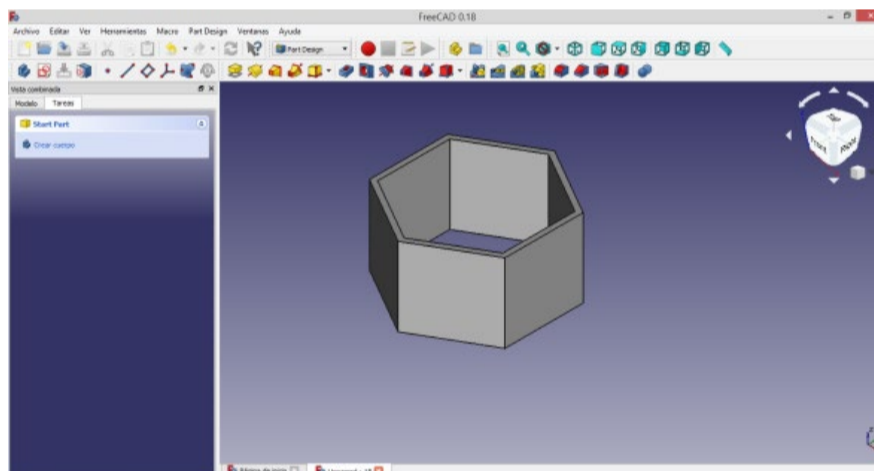 FreeCAD 0.18
Archivo Editar Ver Herramientas Macro Part Design Ventanas Ayuda
Part Design
Vista combinada
Modelo Tareas
Start Part
Crear cuerpo